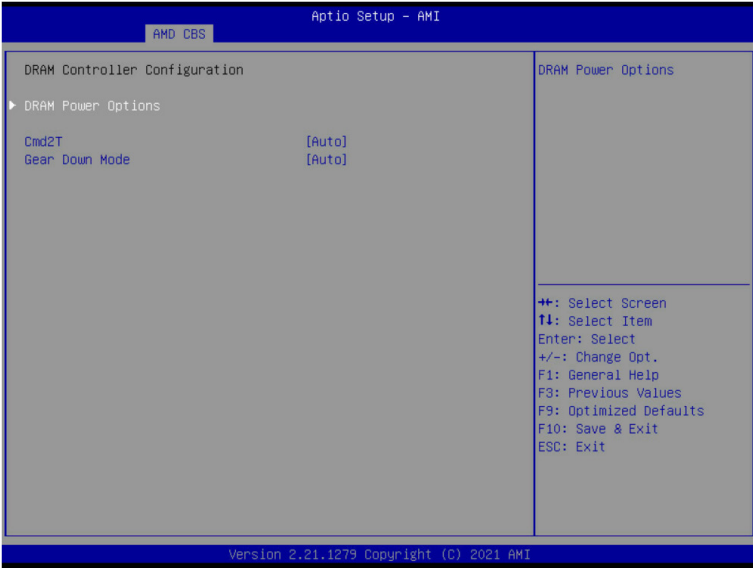 Aptio Setup – AMI
AMD CBS
DRAM Controller Configuration
DRAM Power Options
Cmd2T [Auto]
Gear Down Mode [Auto]
DRAM Power Options
→←: Select Screen
↑↓: Select Item
Enter: Select
+/-: Change Opt.
F1: General Help
F3: Previous Values
F9: Optimized Defaults
F10: Save & Exit
ESC: Exit
Version 2.21.1279 Copyright (C) 2021 AMI